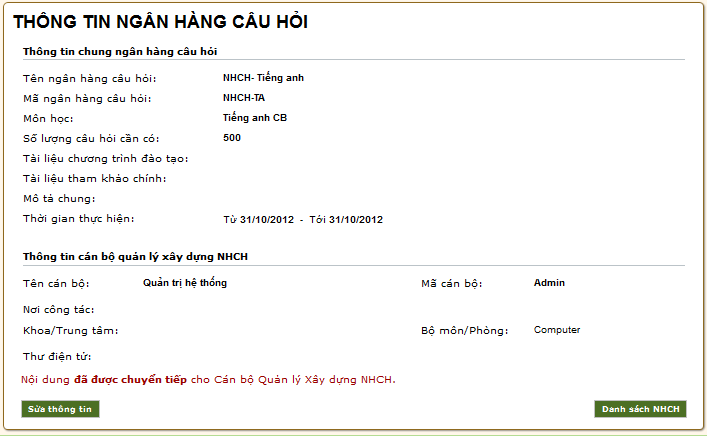 THÔNG TIN NGÂN HÀNG CÂU HỎI
Thông tin chung ngân hàng câu hỏi
Tên ngân hàng câu hỏi: NHCH- Tiếng anh
Mã ngân hàng câu hỏi: NHCH-TA
Môn học: Tiếng anh CB
Số lượng câu hỏi cần có: 500
Tài liệu chương trình đào tạo:
Tài liệu tham khảo chính:
Mô tả chung:
Thời gian thực hiện: Từ 31/10/2012 - Tới 31/10/2012
Thông tin cán bộ quản lý xây dựng NHCH
Tên cán bộ: Quản trị hệ thống Mã cán bộ: Admin
Nơi công tác:
Khoa/Trung tâm: Bộ môn/Phòng: Computer
Thư điện tử:
Nội dung đã được chuyển tiếp cho Cán bộ Quản lý Xây dựng NHCH.
Sửa thông tin Danh sách NHCH